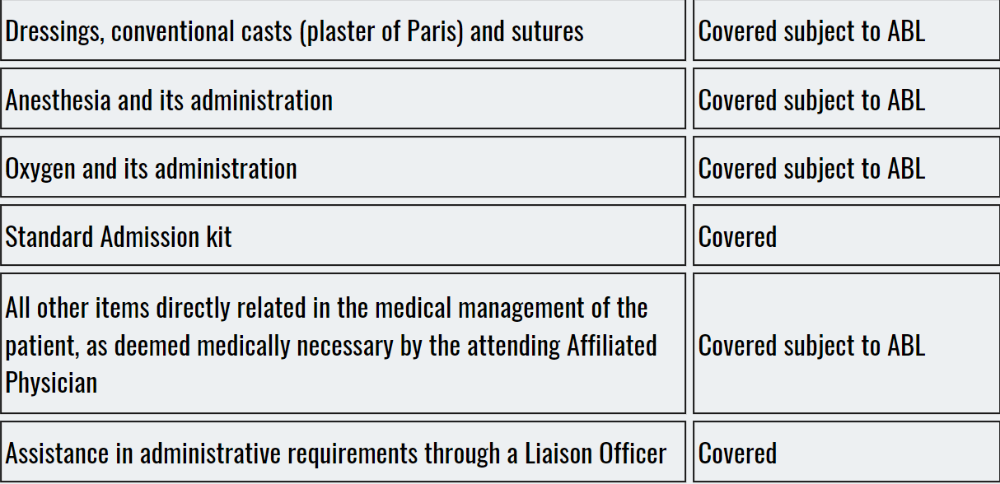 Dressings, conventional casts (plaster of Paris) and sutures
Covered subject to ABL
Anesthesia and its administration
Covered subject to ABL
Oxygen and its administration
Covered subject to ABL
Standard Admission kit
Covered
All other items directly related in the medical management of the
patient, as deemed medically necessary by the attending Affiliated
Physician
Covered subject to ABL
Assistance in administrative requirements through a Liaison Officer
Covered